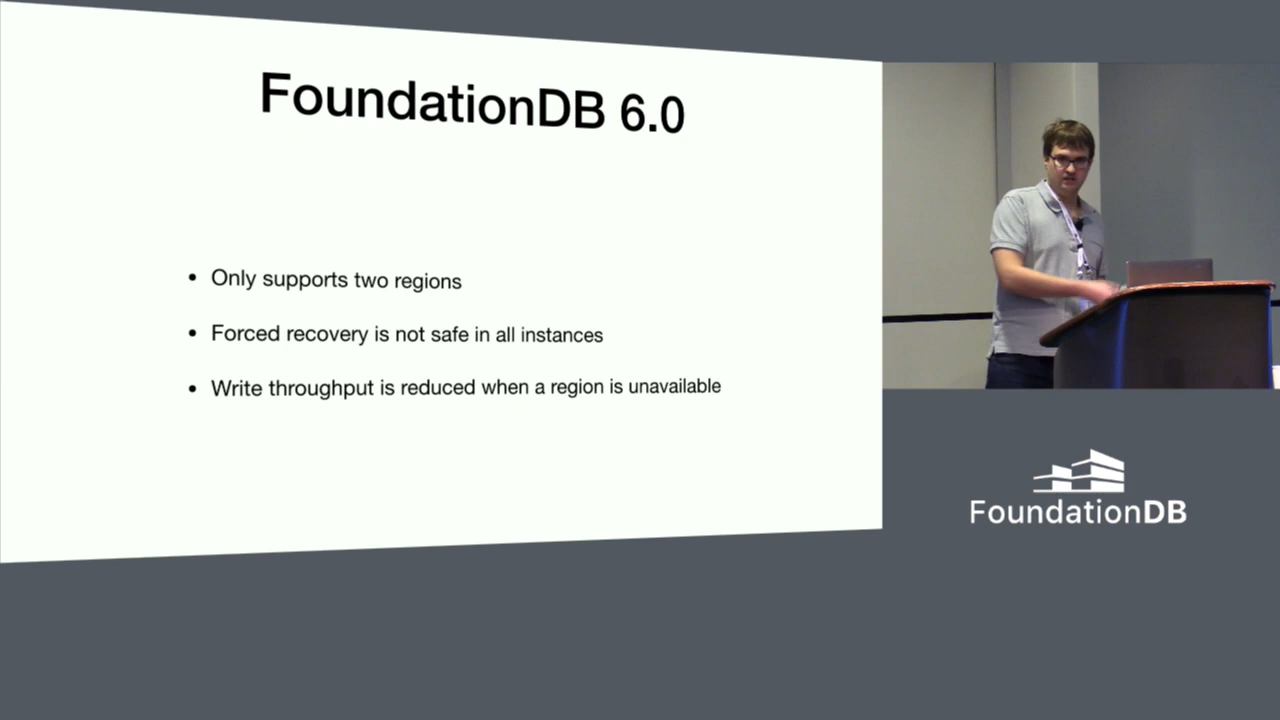 FoundationDB 6.0
• Only supports two regions
• Forced recovery is not safe in all instances
• Write throughput is reduced when a region is unavailable
FoundationDB